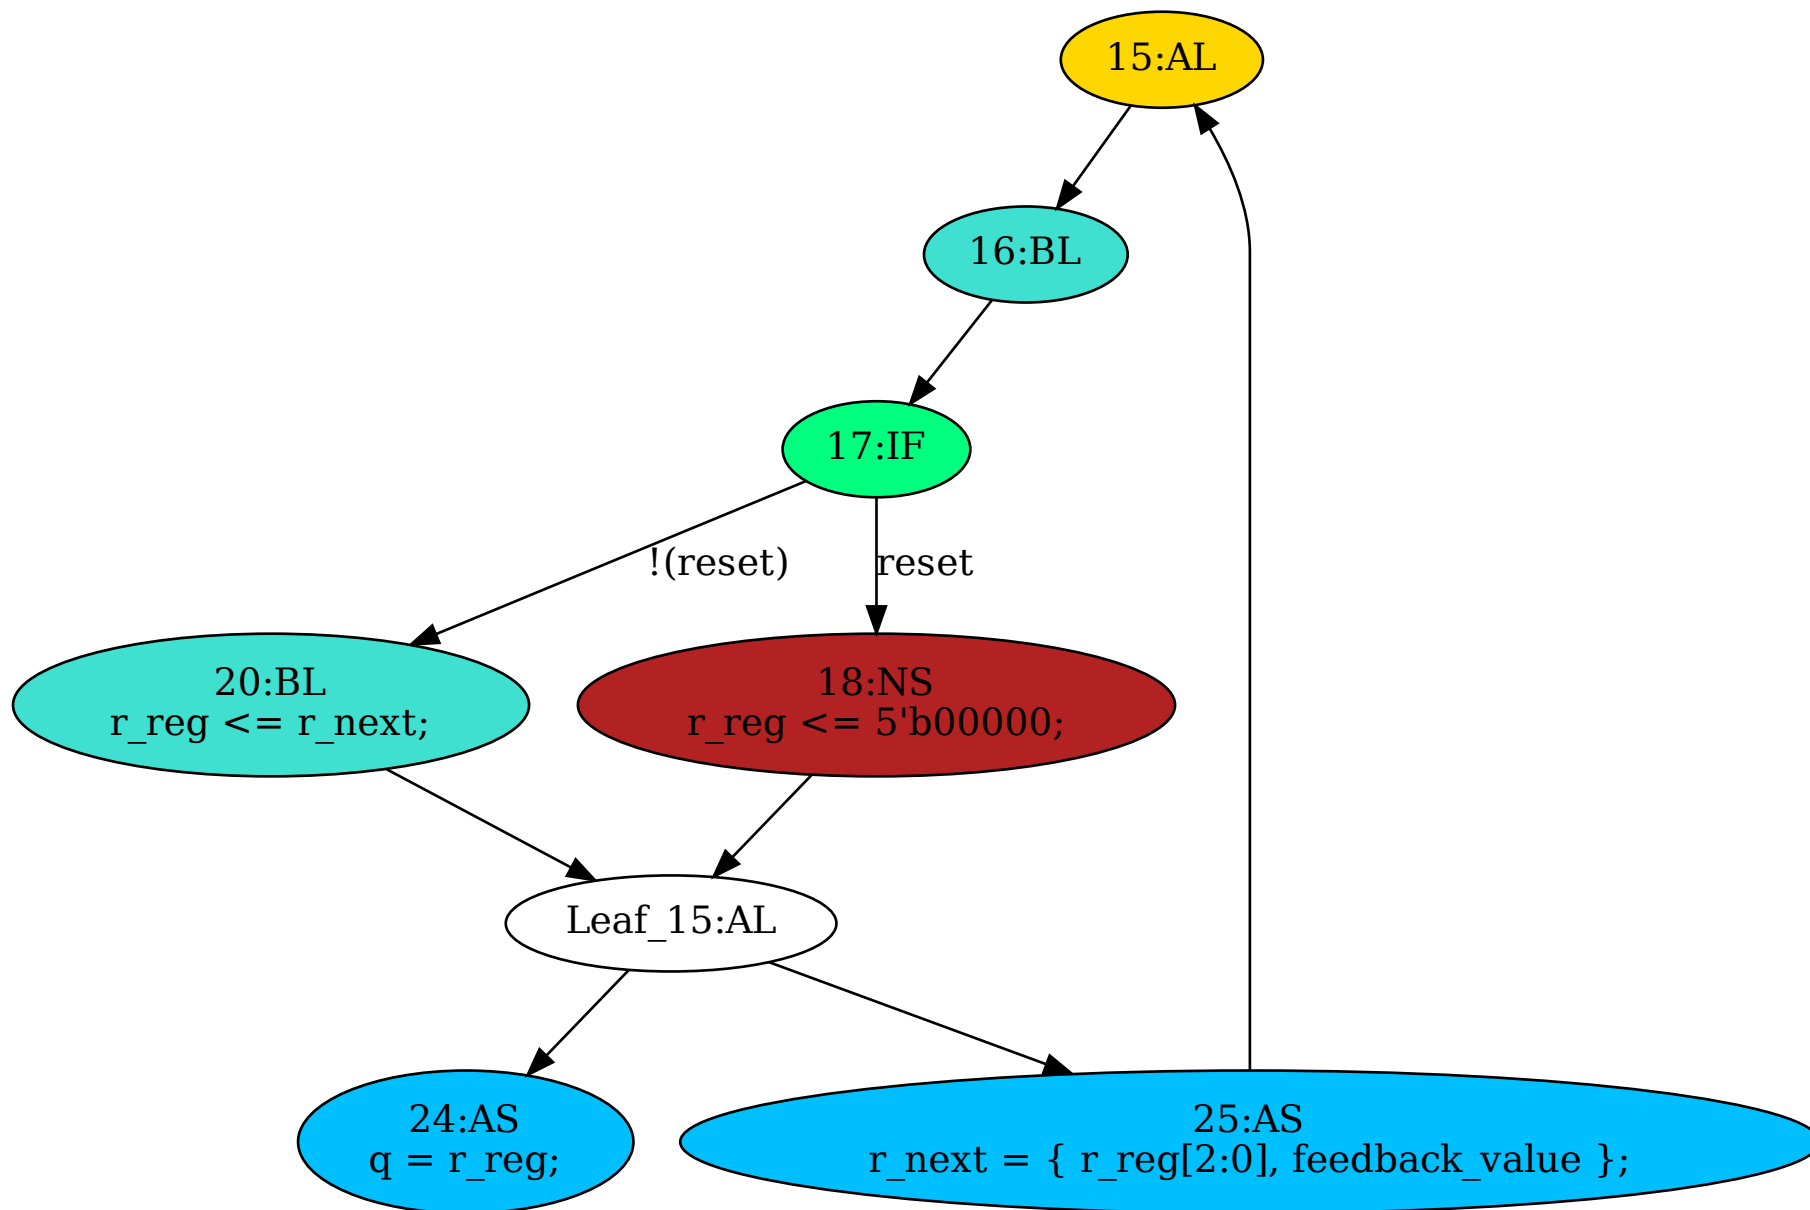 15:AL
16:BL
17:IF
!(reset)
reset
20:BL
r_reg <= r_next;
18:NS
r_reg <= 5'b00000;
Leaf_15:AL
24:AS
q = r_reg;
25:AS
r_next = { r_reg[2:0], feedback_value };